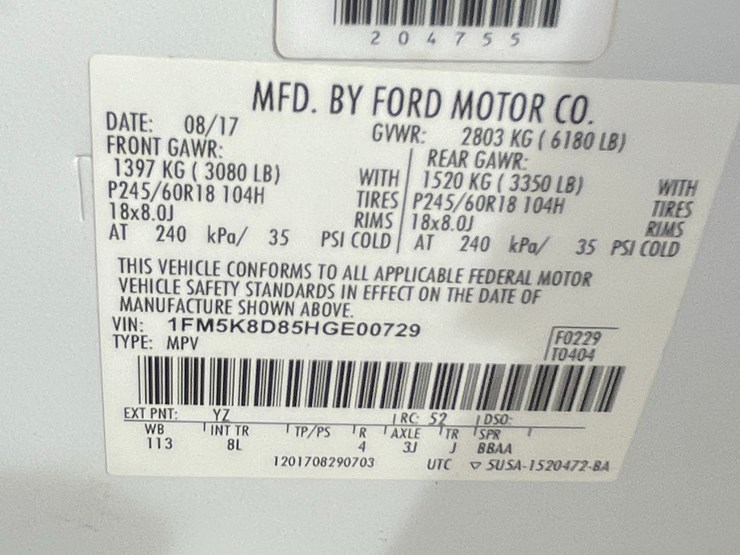 204755
MFD. BY FORD MOTOR CO.
DATE: 08/17 GVWR: 2803 KG ( 6180 LB)
FRONT GAWR: REAR GAWR:
1397 KG ( 3080 LB) WITH 1520 KG ( 3350 LB) WITH
P245/60R18 104H TIRES P245/60R18 104H TIRES
18x8.0J RIMS 18x8.0J RIMS
AT 240 kPa/ 35 PSI COLD AT 240 kPa/ 35 PSI COLD
THIS VEHICLE CONFORMS TO ALL APPLICABLE FEDERAL MOTOR
VEHICLE SAFETY STANDARDS IN EFFECT ON THE DATE OF
MANUFACTURE SHOWN ABOVE.
VIN: 1FM5K8D85HGE00729 F0229
TYPE: MPV T0404
EXT PNT: YZ RC: 52 DSO:
WB INT TR TP/PS R AXLE TR SPR
113 8L 4 3J J BBAA
1201708290703 UTC ▽ SUSA-1520472-BA